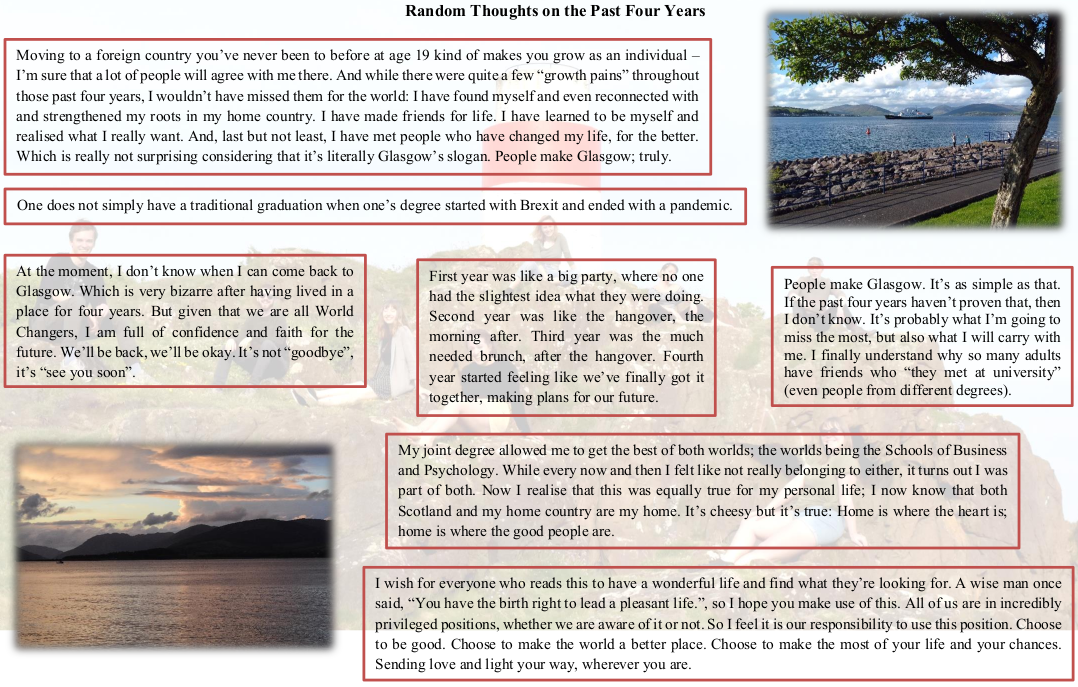 Random Thoughts on the Past Four Years
Moving to a foreign country you’ve never been to before at age 19 kind of makes you grow as an individual –
I’m sure that a lot of people will agree with me there. And while there were quite a few “growth pains” throughout
those past four years, I wouldn’t have missed them for the world: I have found myself and even reconnected with
and strengthened my roots in my home country. I have made friends for life. I have learned to be myself and
realised what I really want. And, last but not least, I have met people who have changed my life, for the better.
Which is really not surprising considering that it’s literally Glasgow’s slogan. People make Glasgow; truly.
One does not simply have a traditional graduation when one’s degree started with Brexit and ended with a pandemic.
At the moment, I don’t know when I can come back to
Glasgow. Which is very bizarre after having lived in a
place for four years. But given that we are all World
Changers, I am full of confidence and faith for the
future. We’ll be back, we’ll be okay. It’s not “goodbye”,
it’s “see you soon”.
First year was like a big party, where no one
had the slightest idea what they were doing.
Second year was like the hangover, the
morning after. Third year was the much
needed brunch, after the hangover. Fourth
year started feeling like we’ve finally got it
together, making plans for our future.
People make Glasgow. It’s as simple as that.
If the past four years haven’t proven that, then
I don’t know. It’s probably what I’m going to
miss the most, but also what I will carry with
me. I finally understand why so many adults
have friends who “they met at university”
(even people from different degrees).
My joint degree allowed me to get the best of both worlds; the worlds being the Schools of Business
and Psychology. While every now and then I felt like not really belonging to either, it turns out I was
part of both. Now I realise that this was equally true for my personal life; I now know that both
Scotland and my home country are my home. It’s cheesy but it’s true: Home is where the heart is;
home is where the good people are.
I wish for everyone who reads this to have a wonderful life and find what they’re looking for. A wise man once
said, “You have the birth right to lead a pleasant life.”, so I hope you make use of this. All of us are in incredibly
privileged positions, whether we are aware of it or not. So I feel it is our responsibility to use this position. Choose
to be good. Choose to make the world a better place. Choose to make the most of your life and your chances.
Sending love and light your way, wherever you are.